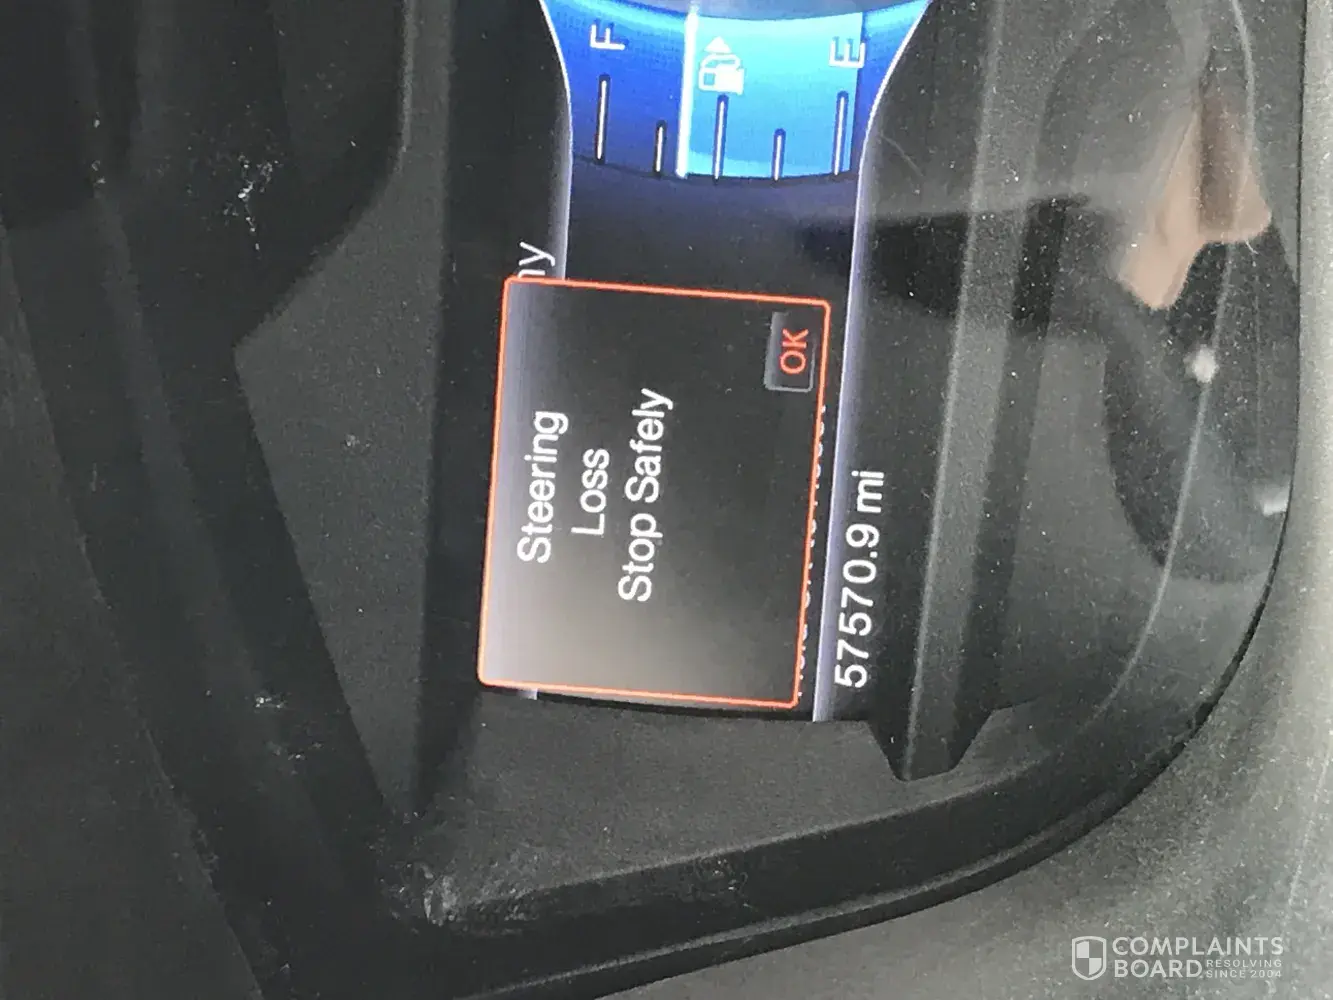 F
E
Steering
Loss
Stop Safely
OK
57570.9 mi
COMPLAINTS
BOARD RESOLVING
SINCE 2004